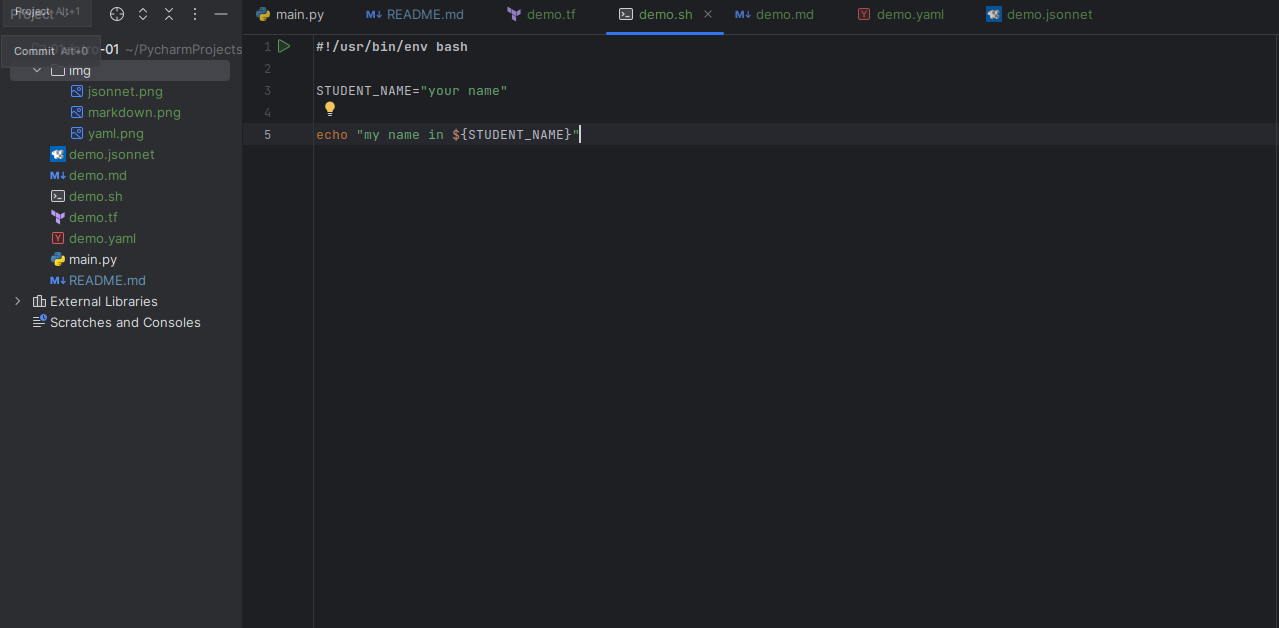 Project Alt+1
main.py
README.md
demo.tf
demo.sh
demo.md
demo.yaml
demo.jsonnet
Commit Alt+0
-01 ~/PycharmProjects
img
jsonnet.png
markdown.png
yaml.png
demo.jsonnet
demo.md
demo.sh
demo.tf
demo.yaml
main.py
README.md
External Libraries
Scratches and Consoles
1 #!/usr/bin/env bash
2
3 STUDENT_NAME="your name"
4
5 echo "my name in ${STUDENT_NAME}"